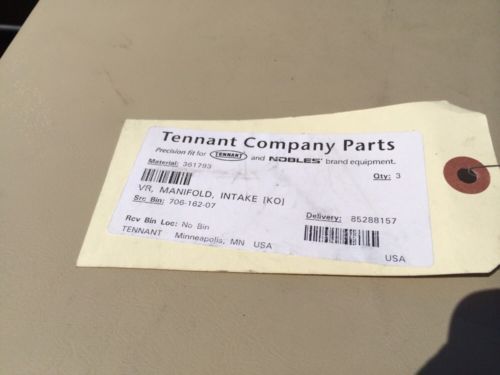 Tennant Company Parts
Precision fit for TENNANT and NOBLES® brand equipment.
Material: 361793 Qty: 3
VR, MANIFOLD, INTAKE [KO]
Src Bin: 706-162-07 Delivery: 85288157
Rcv Bin Loc: No Bin
TENNANT Minneapolis, MN USA USA